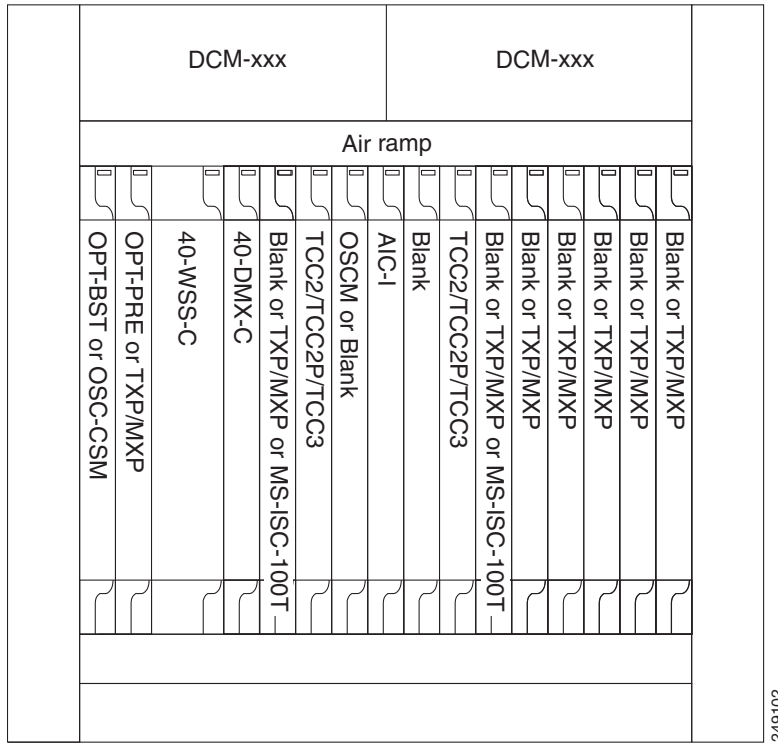 DCM-xxx
DCM-xxx
Air ramp
OPT-BST or OSC-CSM
OPT-PRE or TXP/MXP
40-WSS-C
40-DMX-C
Blank or TXP/MXP or MS-ISC-100T
TCC2/TCC2P/TCC3
OSCM or Blank
AIC-I
Blank
TCC2/TCC2P/TCC3
Blank or TXP/MXP or MS-ISC-100T
Blank or TXP/MXP
Blank or TXP/MXP
Blank or TXP/MXP
Blank or TXP/MXP
Blank or TXP/MXP